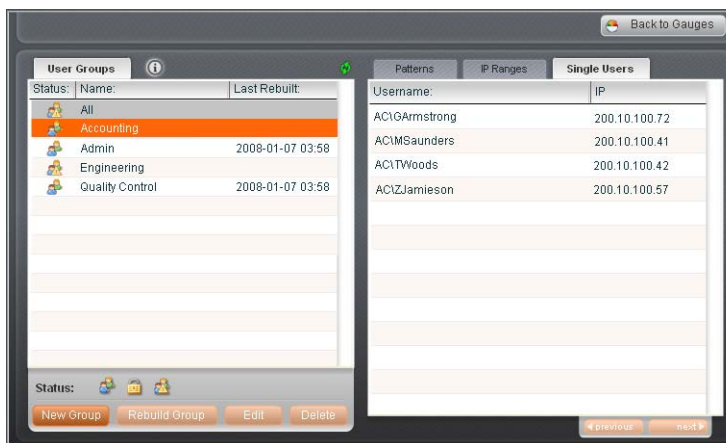 Back to Gauges
User Groups
Status: Name: Last Rebuilt:
All
Accounting
Admin 2008-01-07 03:58
Engineering
Quality Control 2008-01-07 03:58
Status:
New Group Rebuild Group Edit Delete
Patterns IP Ranges Single Users
Username: IP
AC\GArmstrong 200.10.100.72
AC\MSaunders 200.10.100.41
AC\TWoods 200.10.100.42
AC\ZJamieson 200.10.100.57
previous next